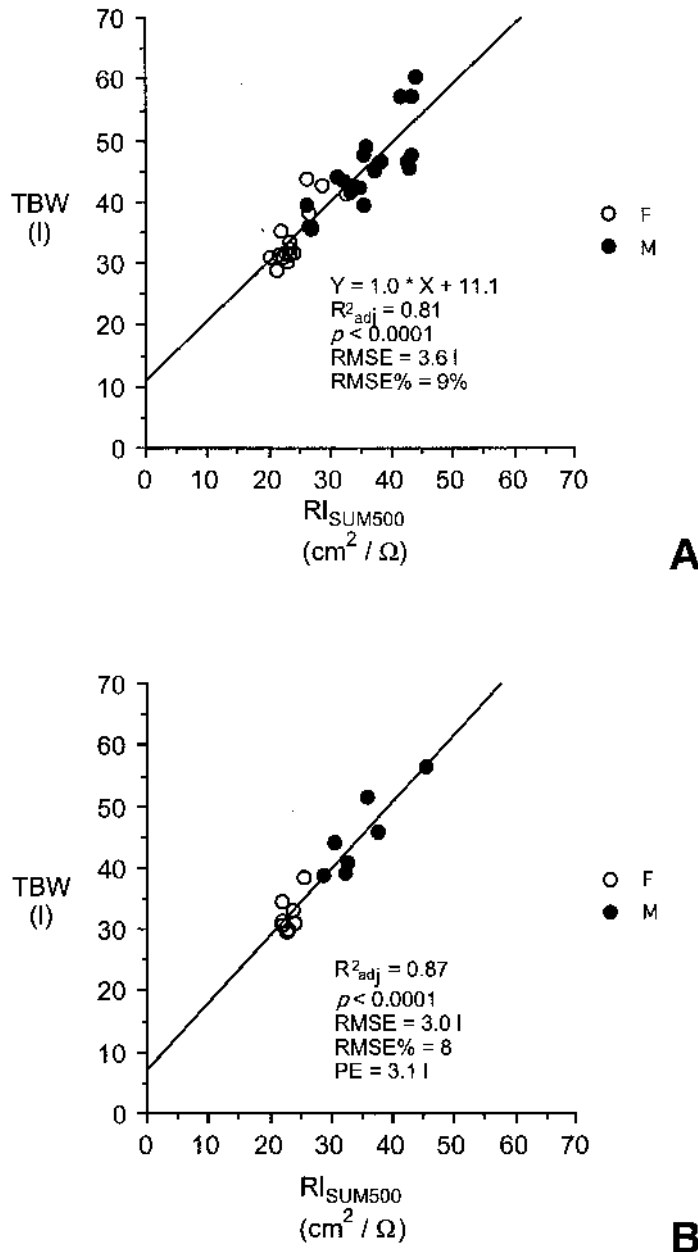 70
60
50
40
30
20
10
0
TBW
(l)
F
M
Y = 1.0 * X + 11.1
R²adj = 0.81
p < 0.0001
RMSE = 3.6 l
RMSE% = 9%
0 10 20 30 40 50 60 70
RISUM500
(cm² / Ω)
A
70
60
50
40
30
20
10
0
TBW
(l)
F
M
R²adj = 0.87
p < 0.0001
RMSE = 3.0 l
RMSE% = 8
PE = 3.1 l
0 10 20 30 40 50 60 70
RISUM500
(cm² / Ω)
B